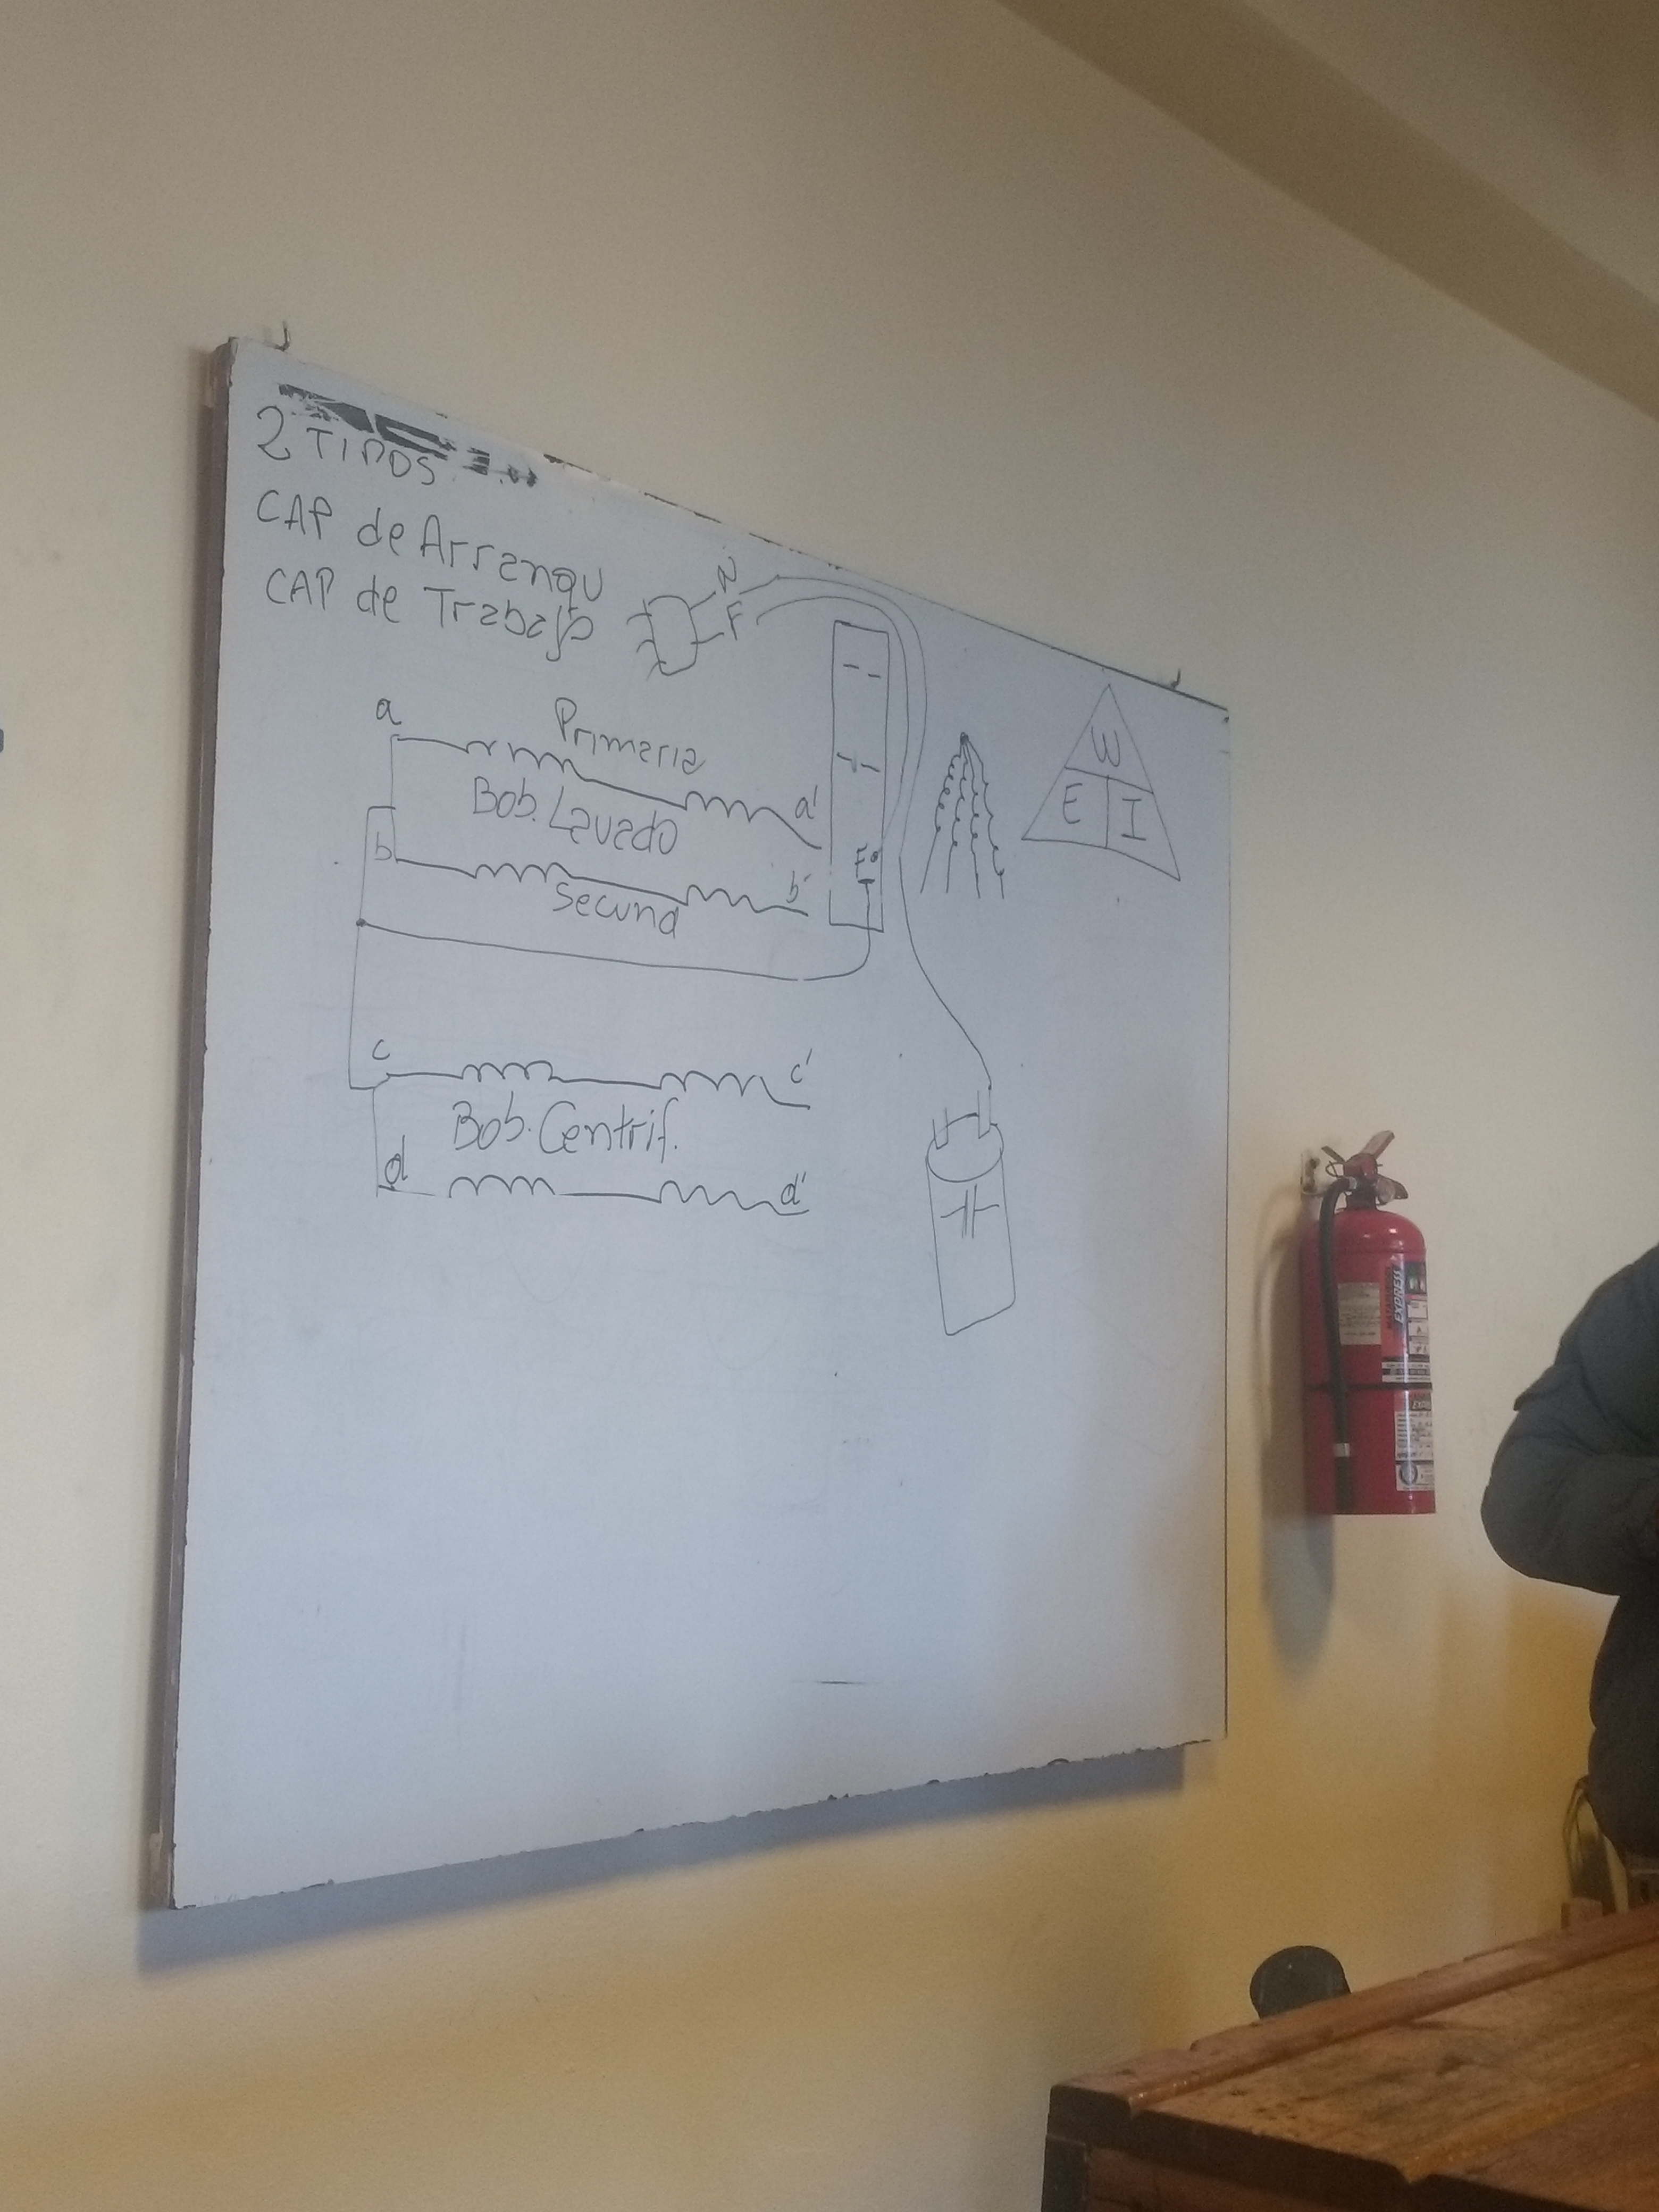 2 TIPOS
CAP de Arranqu
CAP de Trabajo
N
F
a
Primaria
a'
Bob. Lavado
b
b'
Secund
F
W
E I
c
c'
Bob. Centrif.
d
d'
EXPRESS